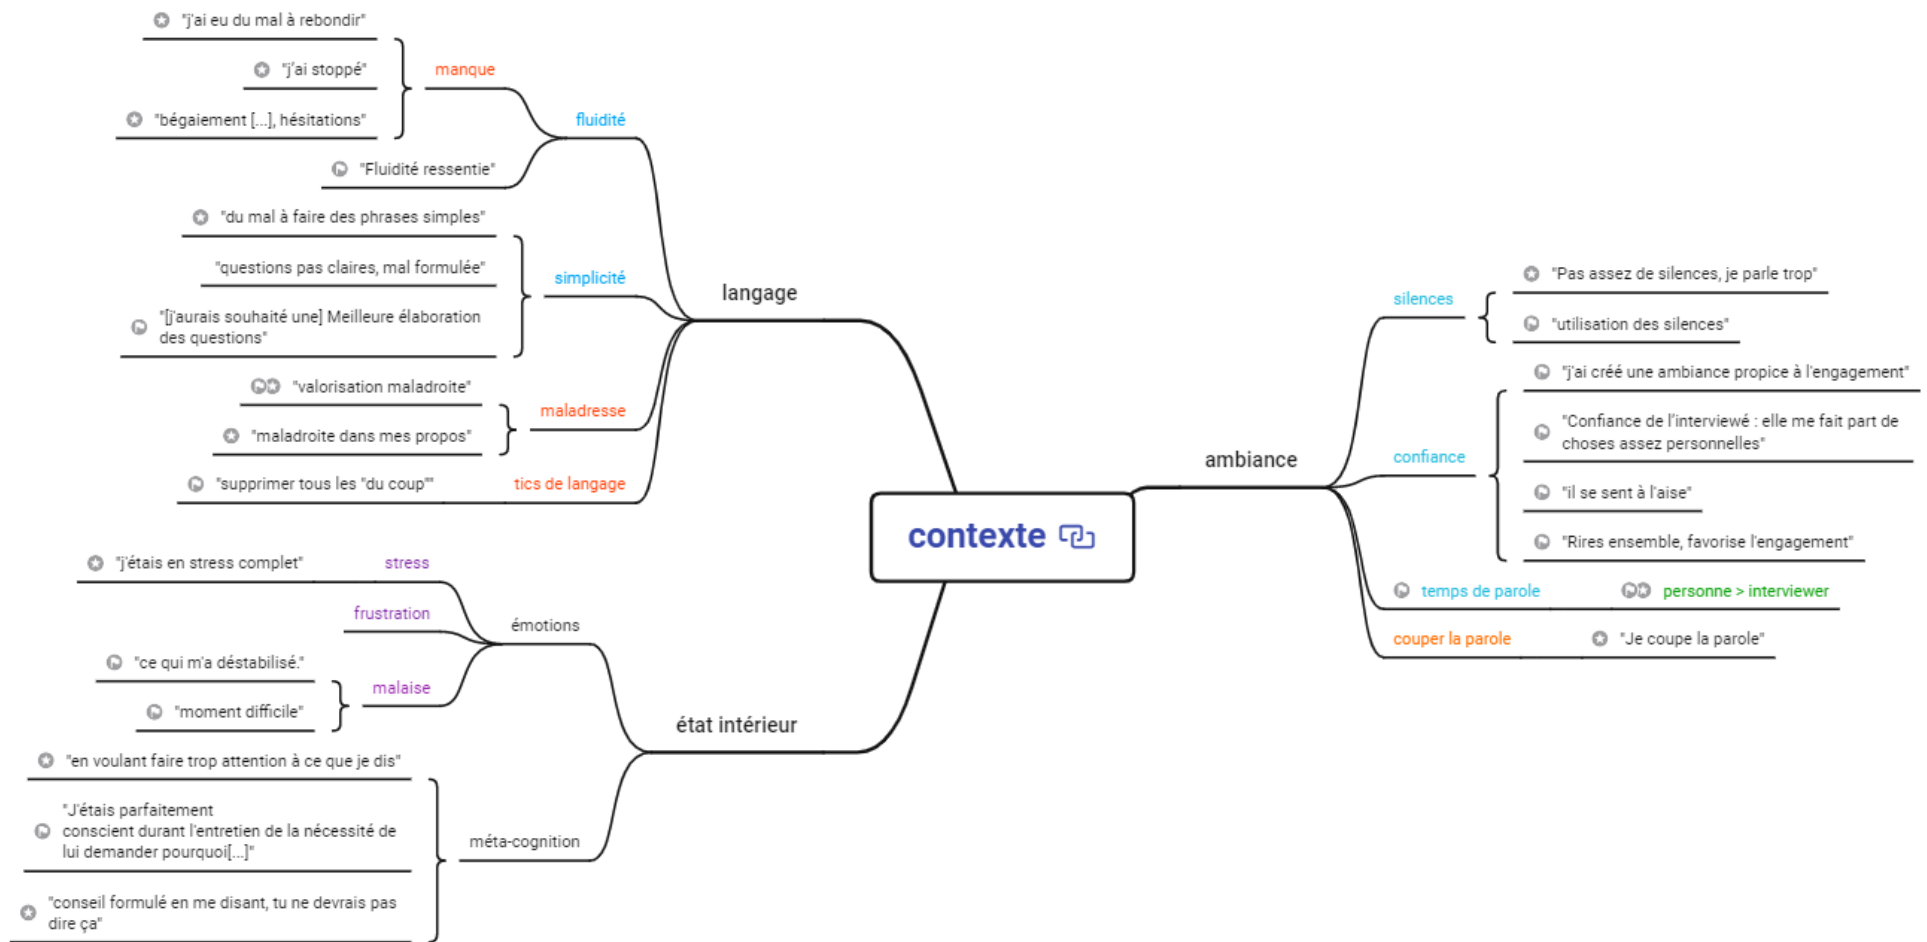 "j'ai eu du mal à rebondir"
"j'ai stoppé"
"bégaiement [...], hésitations"
manque
"Fluidité ressentie"
fluidité
"du mal à faire des phrases simples"
"questions pas claires, mal formulée"
"[j'aurais souhaité une] Meilleure élaboration
des questions"
simplicité
"valorisation maladroite"
"maladroite dans mes propos"
maladresse
"supprimer tous les "du coup""
tics de langage
langage
"j'étais en stress complet"
stress
frustration
"ce qui m'a déstabilisé."
"moment difficile"
malaise
émotions
"en voulant faire trop attention à ce que je dis"
"J'étais parfaitement
conscient durant l'entretien de la nécessité de
lui demander pourquoi[...]"
"conseil formulé en me disant, tu ne devrais pas
dire ça"
méta-cognition
état intérieur
contexte
ambiance
silences
"Pas assez de silences, je parle trop"
"utilisation des silences"
confiance
"j'ai créé une ambiance propice à l'engagement"
"Confiance de l'interviewé : elle me fait part de
choses assez personnelles"
"il se sent à l'aise"
"Rires ensemble, favorise l'engagement"
temps de parole
personne > interviewer
couper la parole
"Je coupe la parole"